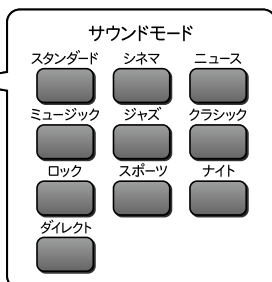 サウンドモード
スタンダード シネマ ニュース
ミュージック ジャズ クラシック
ロック スポーツ ナイト
ダイレクト